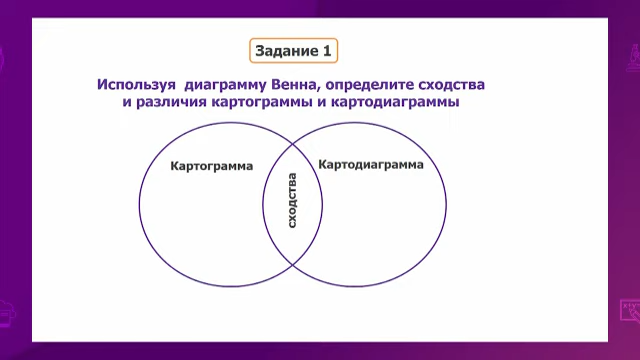 Задание 1
Используя диаграмму Венна, определите сходства
и различия картограммы и картодиаграммы
Картограмма
сходства
Картодиаграмма